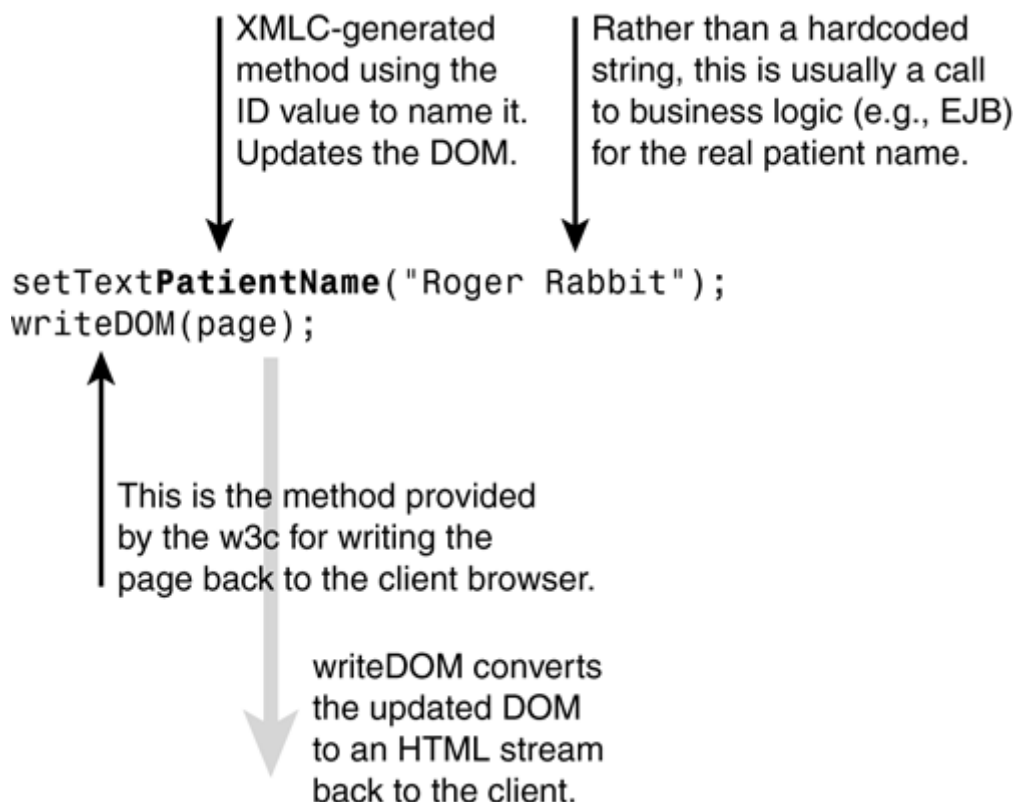 XMLC-generated
method using the
ID value to name it.
Updates the DOM.
Rather than a hardcoded
string, this is usually a call
to business logic (e.g., EJB)
for the real patient name.
setTextPatientName("Roger Rabbit");
writeDOM(page);
This is the method provided
by the w3c for writing the
page back to the client browser.
writeDOM converts
the updated DOM
to an HTML stream
back to the client.